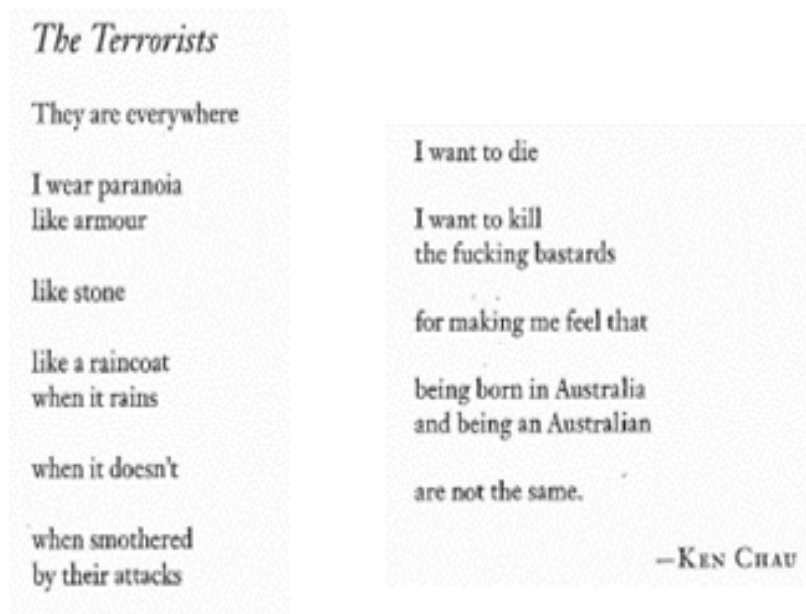 The Terrorists
They are everywhere
I wear paranoia
like armour
like stone
like a raincoat
when it rains
when it doesn't
when smothered
by their attacks
I want to die
I want to kill
the fucking bastards
for making me feel that
being born in Australia
and being an Australian
are not the same.
—KEN CHAU